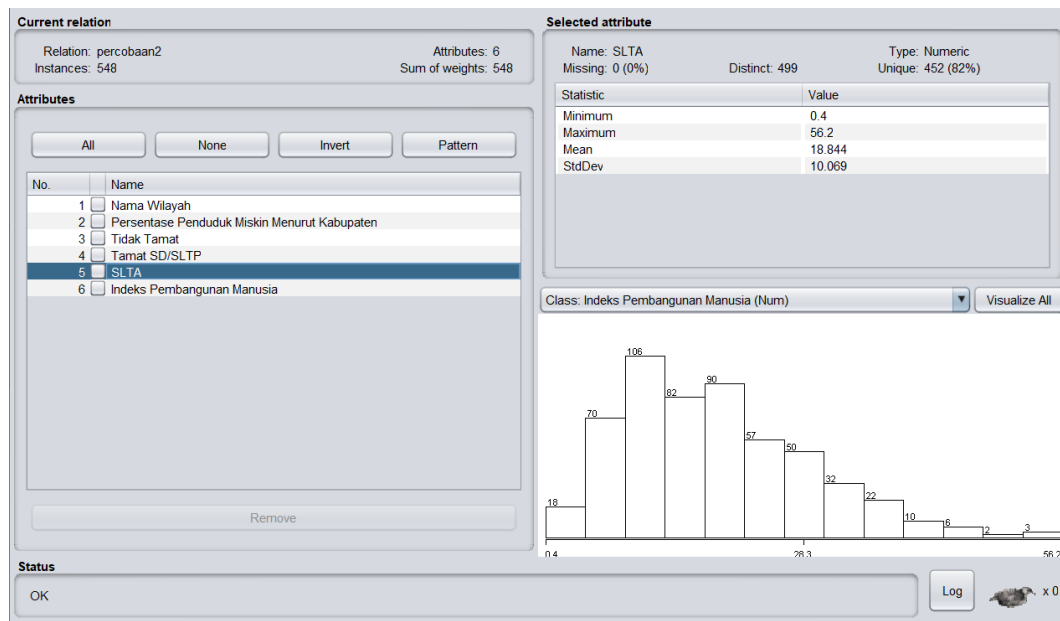 Current relation
Relation: percobaan2 Attributes: 6
Instances: 548 Sum of weights: 548
Attributes
All None Invert Pattern
No. Name
1 Nama Wilayah
2 Persentase Penduduk Miskin Menurut Kabupaten
3 Tidak Tamat
4 Tamat SD/SLTP
5 SLTA
6 Indeks Pembangunan Manusia
Remove
Selected attribute
Name: SLTA Type: Numeric
Missing: 0 (0%) Distinct: 499 Unique: 452 (82%)
Statistic Value
Minimum 0.4
Maximum 56.2
Mean 18.844
StdDev 10.069
Class: Indeks Pembangunan Manusia (Num) Visualize All
18 70 106 82 90 57 50 32 22 10 6 2 3
0.4 28.3 56.2
Status
OK Log x 0